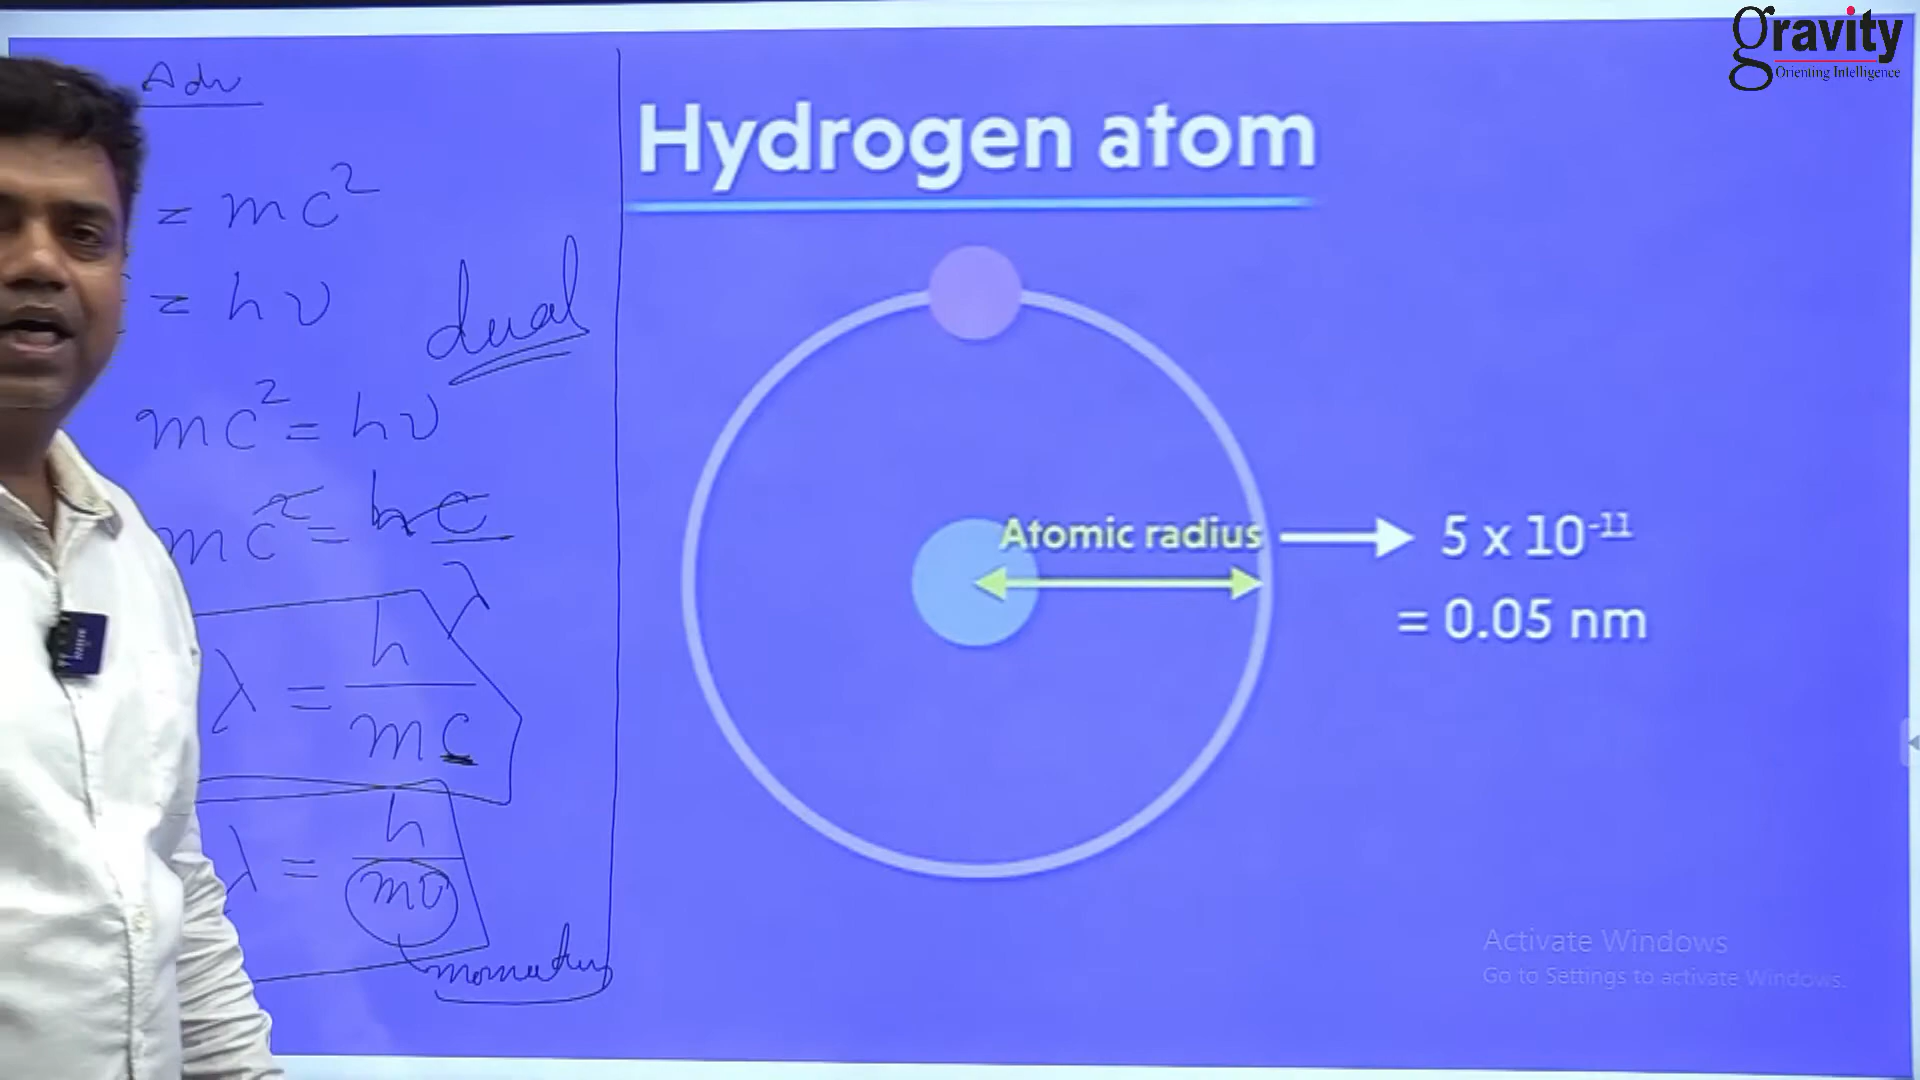 gravity
Orienting Intelligence
Adv
= mc²
= hν
dual
mc² = hν
mc² = hc
λ
λ = h
mc
λ = h
mv
Hydrogen atom
Atomic radius
5 x 10⁻¹¹
= 0.05 nm
Activate Windows
Go to Settings to activate Windows.